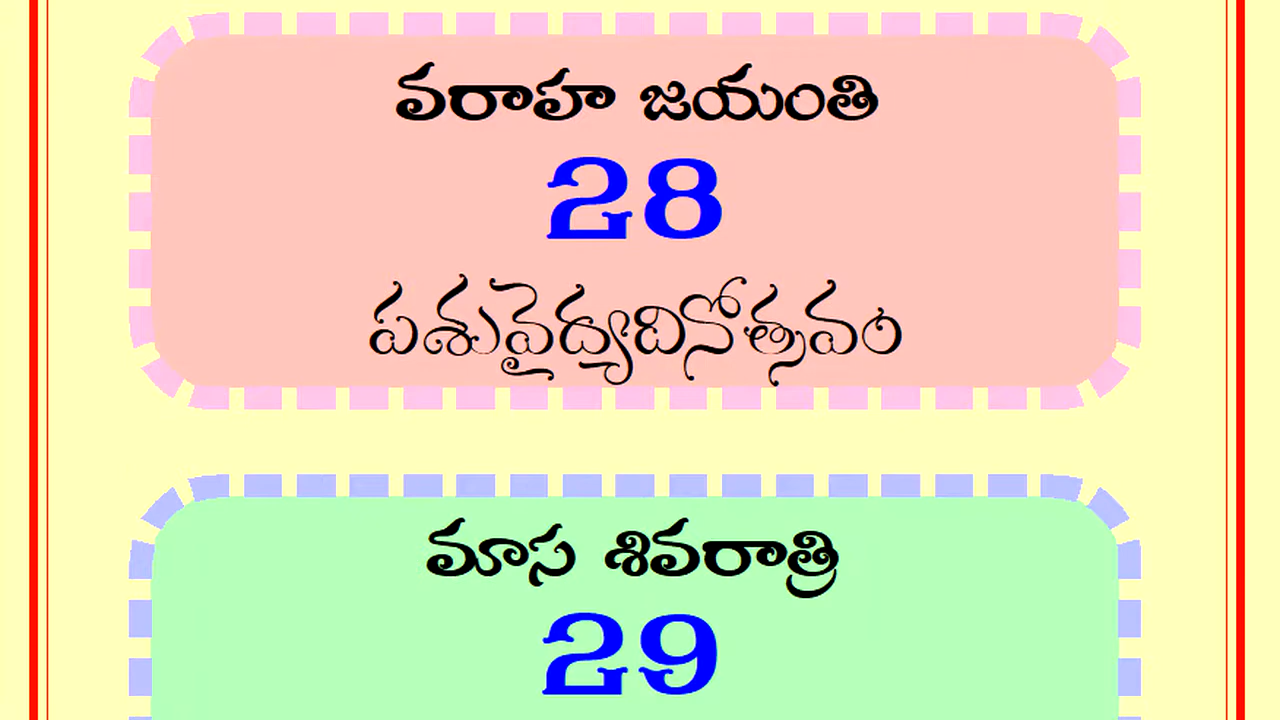 వరాహ జయంతి
28
పశువైద్యదినోత్సవం
మాస శివరాత్రి
29